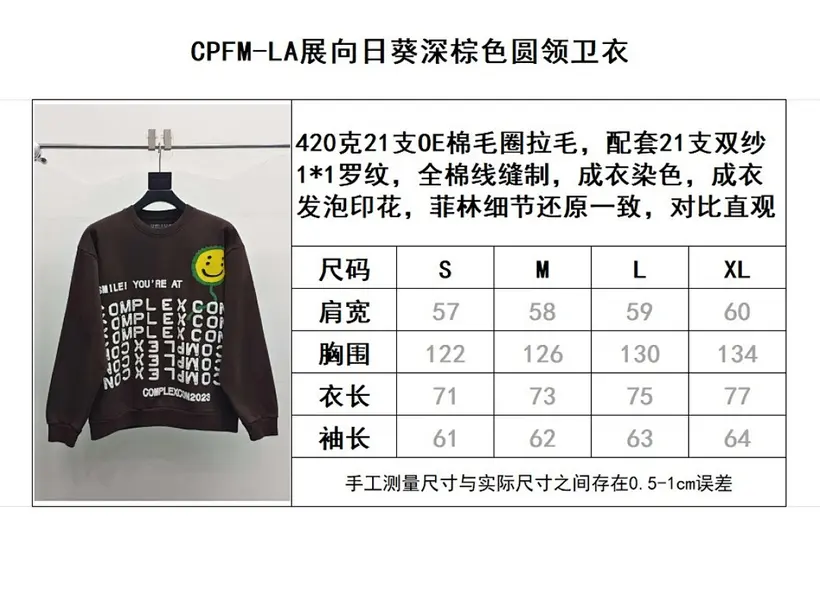 CPFM-LA展向日葵深棕色圆领卫衣
420克21支OE棉毛圈拉毛，配套21支双纱
1*1罗纹，全棉线缝制，成衣染色，成衣
发泡印花，菲林细节还原一致，对比直观
尺码 S M L XL
肩宽 57 58 59 60
胸围 122 126 130 134
衣长 71 73 75 77
袖长 61 62 63 64
手工测量尺寸与实际尺寸之间存在0.5-1cm误差
SMILE! YOU'RE AT
COMPLEXCON
COMPLEXCON
COMPLEXCON
COMPLEXCON
COMPLEXCON
COMPLEXCON
COMPLEXCON2023